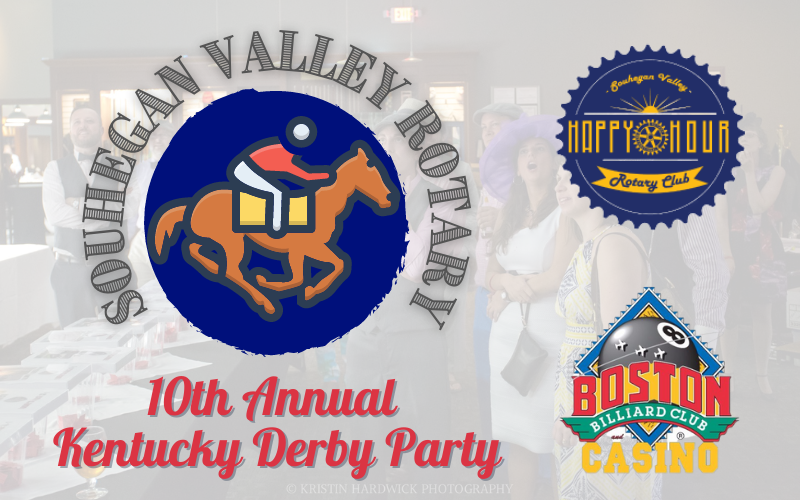 SOUHEGAN VALLEY ROTARY
10th Annual
Kentucky Derby Party
Souhegan Valley
HAPPY HOUR
Rotary Club
8
BOSTON
BILLIARD CLUB
and
CASINO
®
© KRISTIN HARDWICK PHOTOGRAPHY